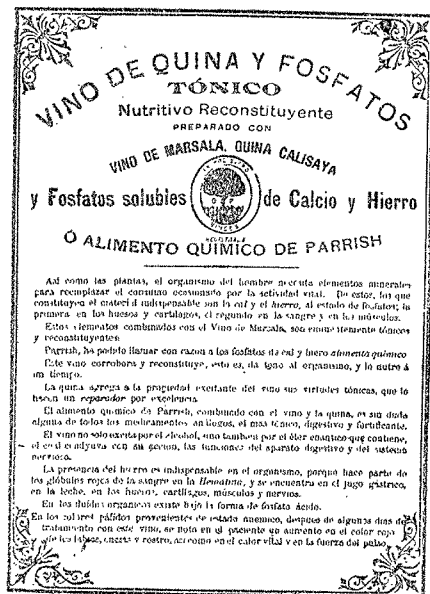 VINO DE QUINA Y FOSFATOS
TÓNICO
Nutritivo Reconstituyente
PREPARADO CON
VINO DE MARSALA, QUINA CALISAYA
y Fosfatos solubles de Calcio y Hierro
Ó ALIMENTO QUIMICO DE PARRISH
Así como las plantas, el organismo del hombre necesita elementos minerales
para reemplazar el consumo ocasionado por la actividad vital. De estos, los que
constituyen el material indispensable son la cal y el hierro, al estado de fosfatos; la
primera en los huesos y cartílagos, el segundo en la sangre y en los músculos.
Estos elementos combinados con el Vino de Marsala, son eminentemente tónicos
y reconstituyentes.
Parrish, ha podido llamar con razon a los fosfatos de cal y hierro alimento químico
Este vino corrobora y reconstituye, esto es, da tono al organismo, y lo nutre á
un tiempo.
La quina agrega á la propiedad excitante del vino sus virtudes tónicas, que lo
hacen un reparador por excelencia.
El alimento químico de Parrish, combinado con el vino y la quina, es sin duda
alguna de todos los medicamentos análogos, el mas tónico, digestivo y fortificante.
El vino no solo excita por el alcohol, sino tambien por el éter enántico que contiene,
el cual coadyuva con su accion, las funciones del aparato digestivo y del sistema
nervioso.
La presencia del hierro es indispensable en el organismo, porque hace parte de
los glóbulos rojos de la sangre en la Hematina, y se encuentra en el jugo gástrico,
en la leche, en los huesos, cartílagos, músculos y nervios.
En los fluidos orgánicos existe bajo la forma de fosfato ácido.
En los colores pálidos provenientes de estado anémico, despues de algunos dias de
tratamiento con este vino, se nota en el paciente un aumento en el color rojo
de los labios, encías y rostro, así como en el calor vital y en la fuerza del pulso.